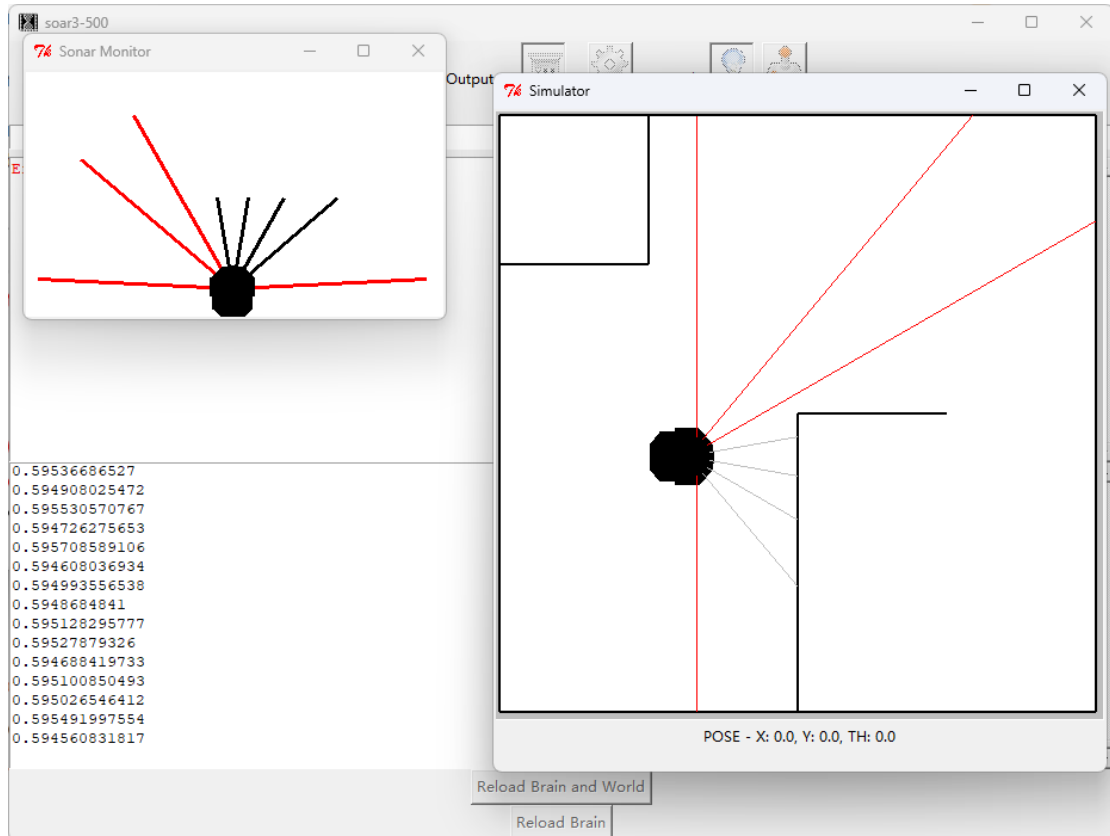 soar3-500
Sonar Monitor
Output
Simulator
E
0.59536686527
0.594908025472
0.595530570767
0.594726275653
0.595708589106
0.594608036934
0.594993556538
0.5948684841
0.595128295777
0.59527879326
0.594688419733
0.595100850493
0.595026546412
0.595491997554
0.594560831817
POSE - X: 0.0, Y: 0.0, TH: 0.0
Reload Brain and World
Reload Brain